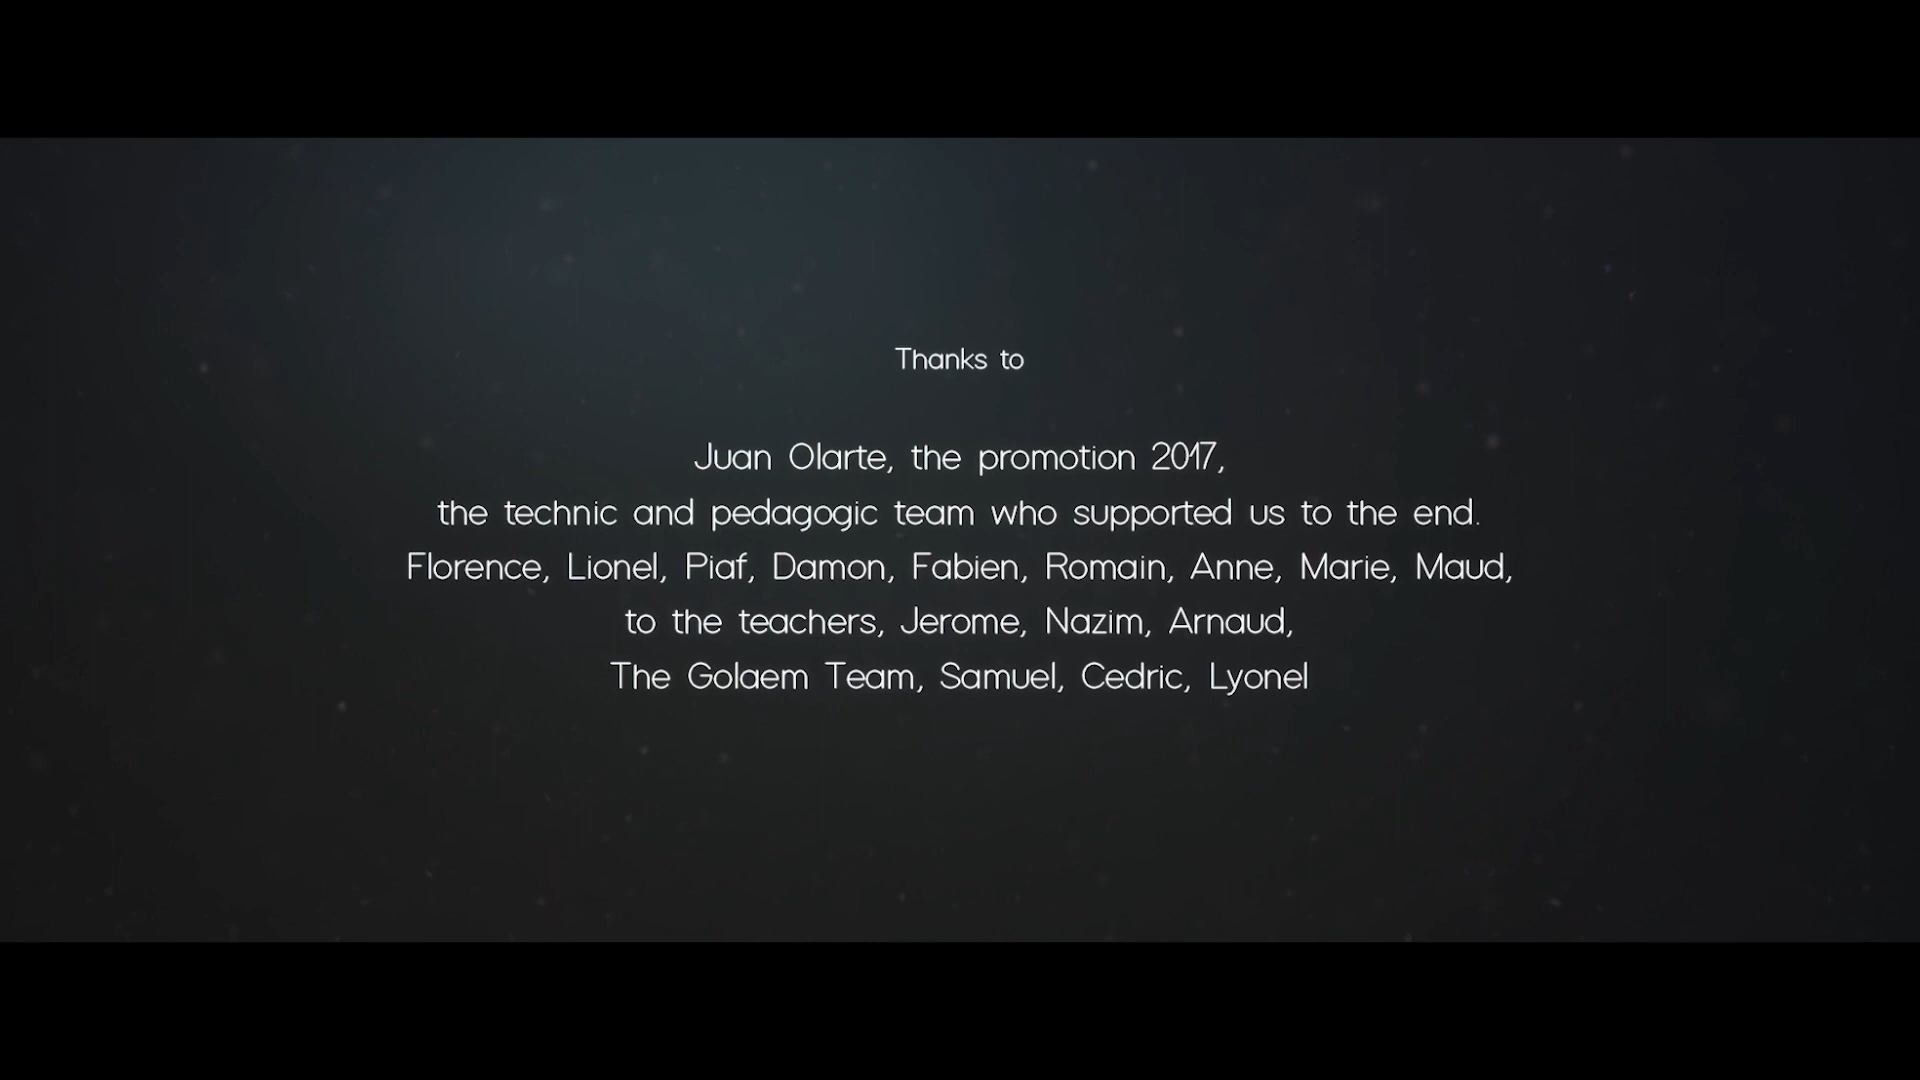 Thanks to
Juan Olarte, the promotion 2017,
the technic and pedagogic team who supported us to the end.
Florence, Lionel, Piaf, Damon, Fabien, Romain, Anne, Marie, Maud,
to the teachers, Jerome, Nazim, Arnaud,
The Golaem Team, Samuel, Cedric, Lyonel